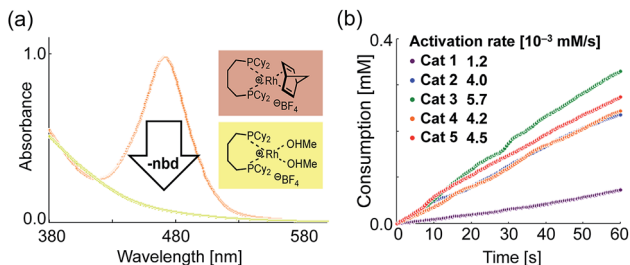 (a)
Absorbance
1.0
0.0
380
480
600
Wavelength [nm]
-nbd
PCy₂
⊕Rh
PCy₂
⊖BF₄
PCy₂
⊕Rh
OHMe
OHMe
PCy₂
⊖BF₄
(b)
Consumption [mM]
0.4
0.0
0
10
20
30
40
50
60
Time [s]
Activation rate [10⁻³ mM/s]
Cat 1 1.2
Cat 2 4.0
Cat 3 5.7
Cat 4 4.2
Cat 5 4.5